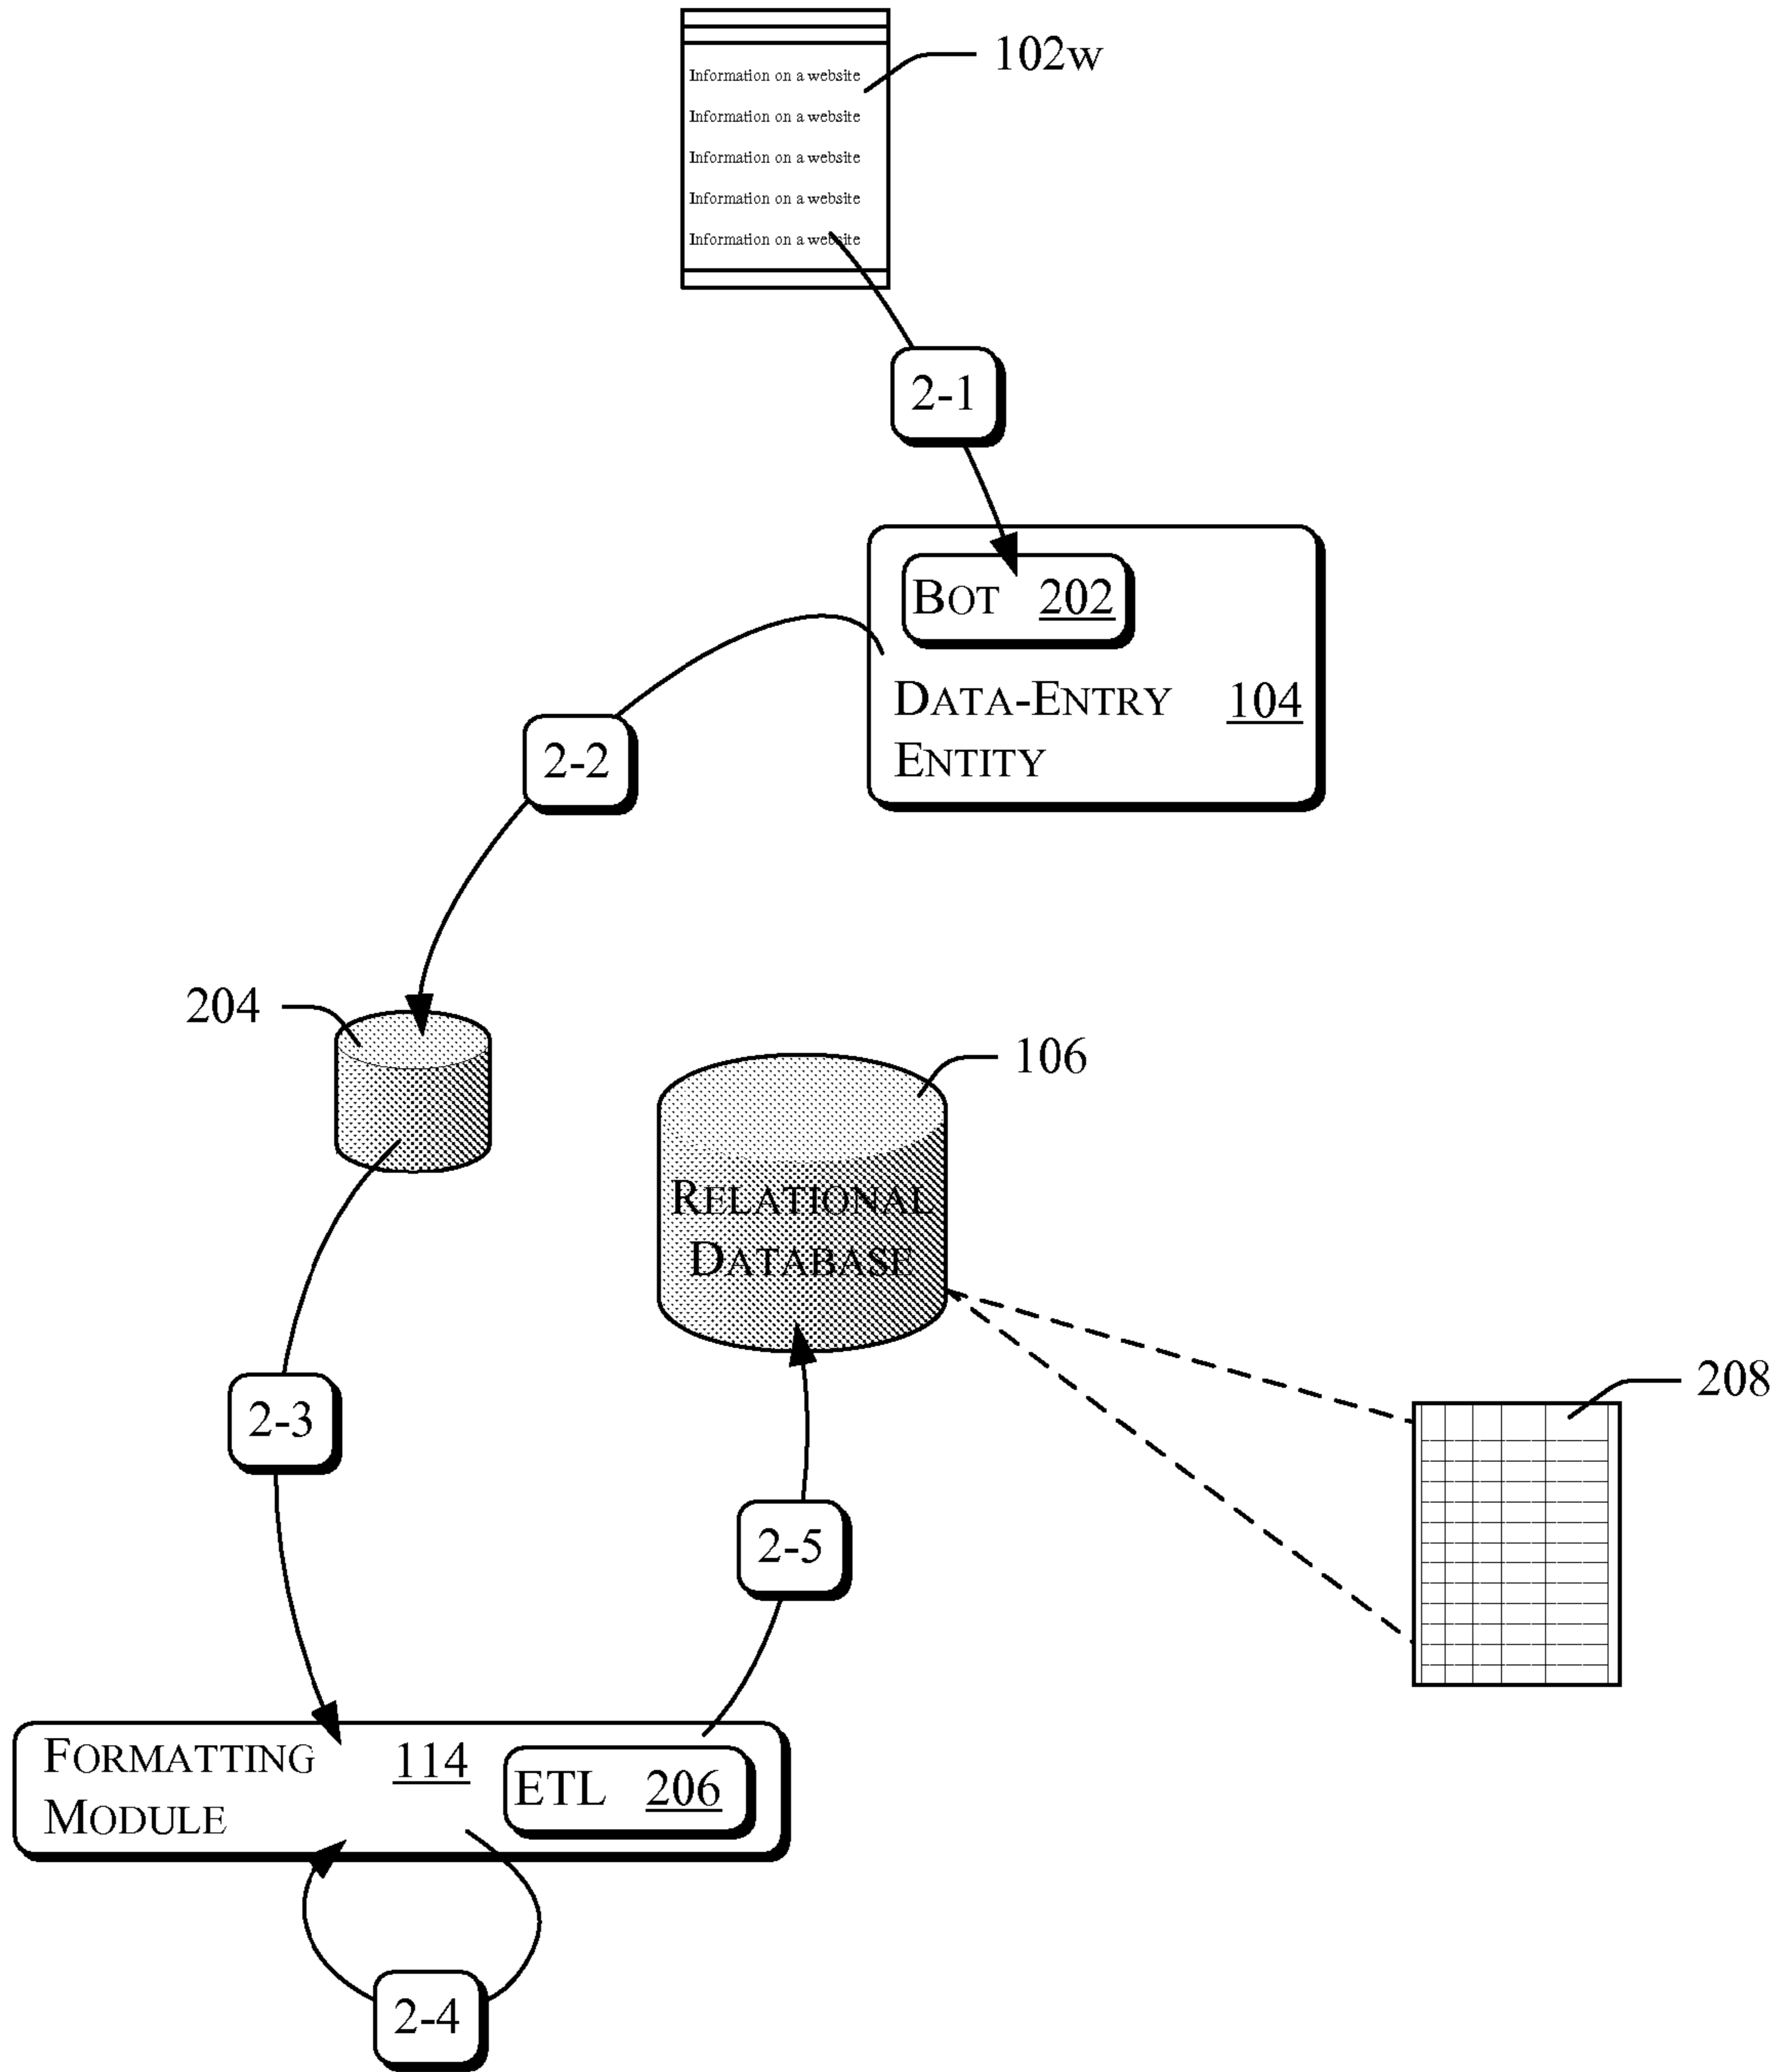 102w
Information on a website
Information on a website
Information on a website
Information on a website
Information on a website
2-1
BOT 202
DATA-ENTRY 104
ENTITY
2-2
204
106
RELATIONAL
DATABASE
208
2-3
2-5
FORMATTING 114
MODULE
ETL 206
2-4